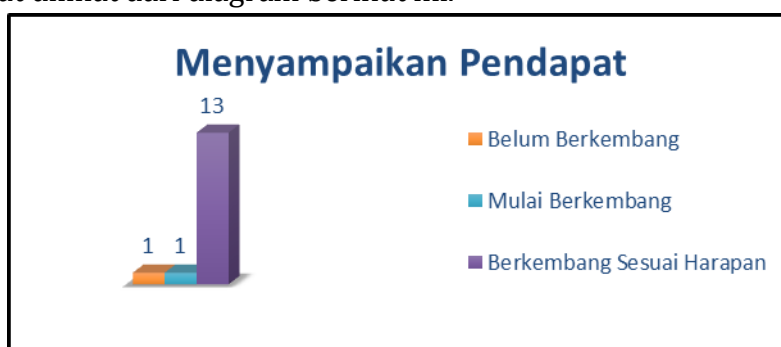 Menyampaikan Pendapat
13
1 1
Belum Berkembang
Mulai Berkembang
Berkembang Sesuai Harapan